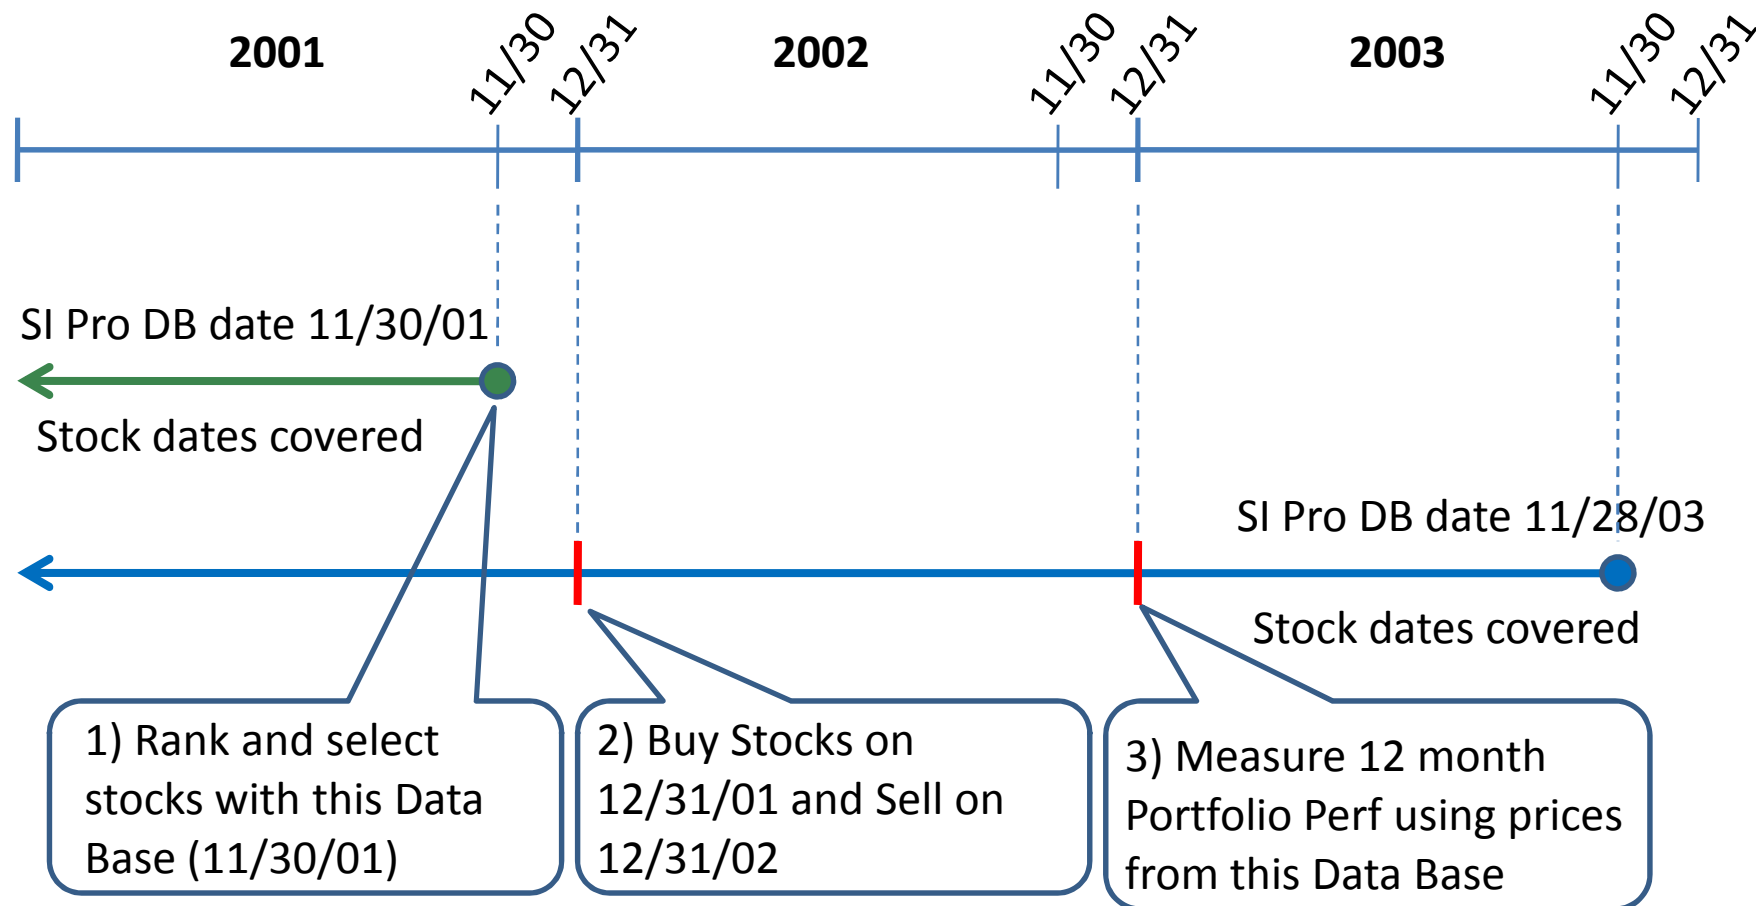 2001
11/30
12/31
2002
11/30
12/31
2003
11/30
12/31
SI Pro DB date 11/30/01
Stock dates covered
SI Pro DB date 11/28/03
Stock dates covered
1) Rank and select
stocks with this Data
Base (11/30/01)
2) Buy Stocks on
12/31/01 and Sell on
12/31/02
3) Measure 12 month
Portfolio Perf using prices
from this Data Base